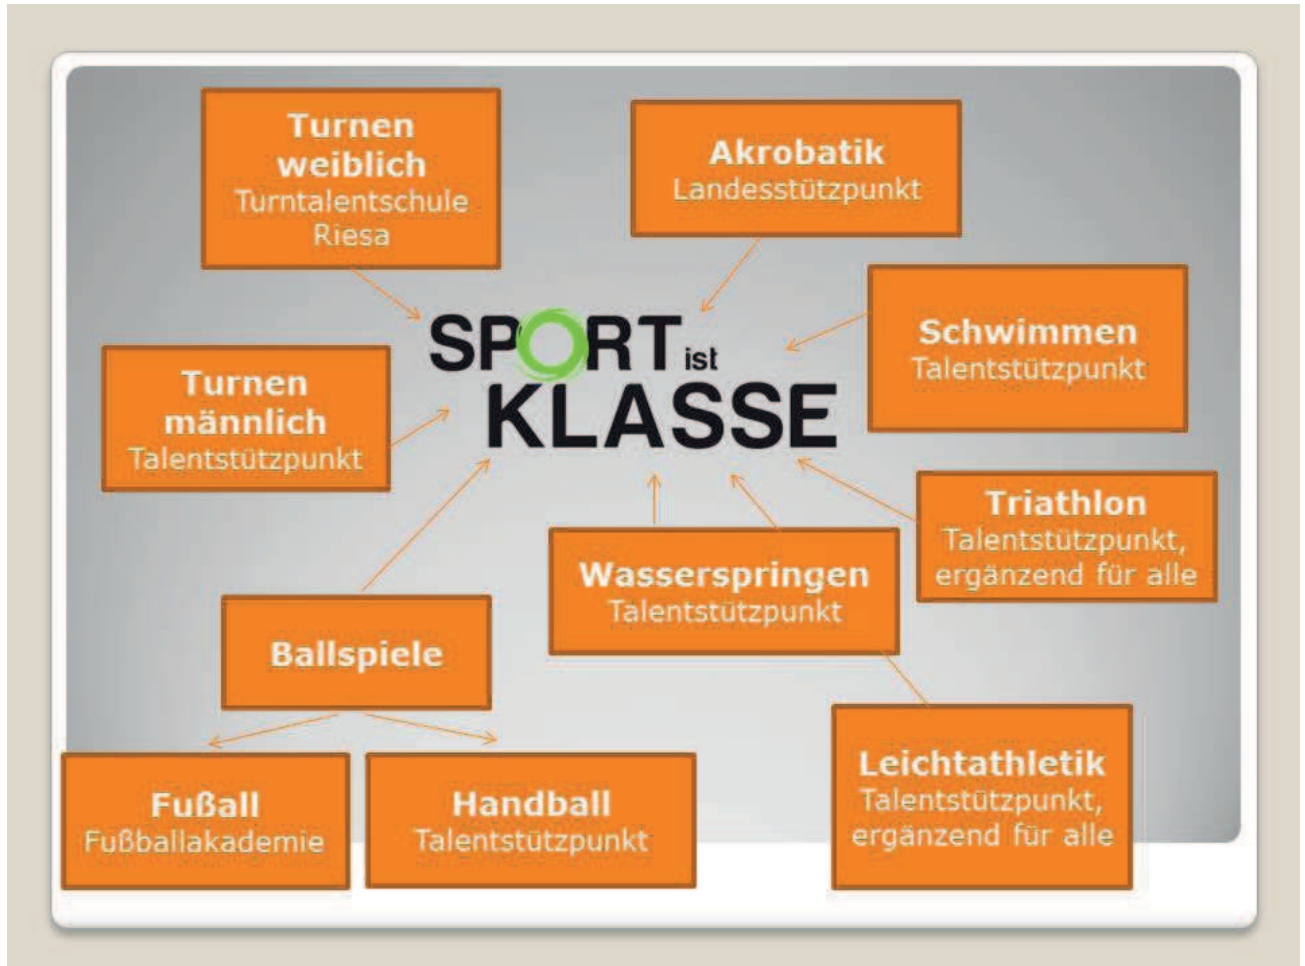 Turnen
weiblich
Turntalentschule
Riesa
Akrobatik
Landesstützpunkt
SPORT ist
KLASSE
Schwimmen
Talentstützpunkt
Turnen
männlich
Talentstützpunkt
Triathlon
Talentstützpunkt,
ergänzend für alle
Wasserspringen
Talentstützpunkt
Ballspiele
Fußall
Fußballakademie
Handball
Talentstützpunkt
Leichtathletik
Talentstützpunkt,
ergänzend für alle